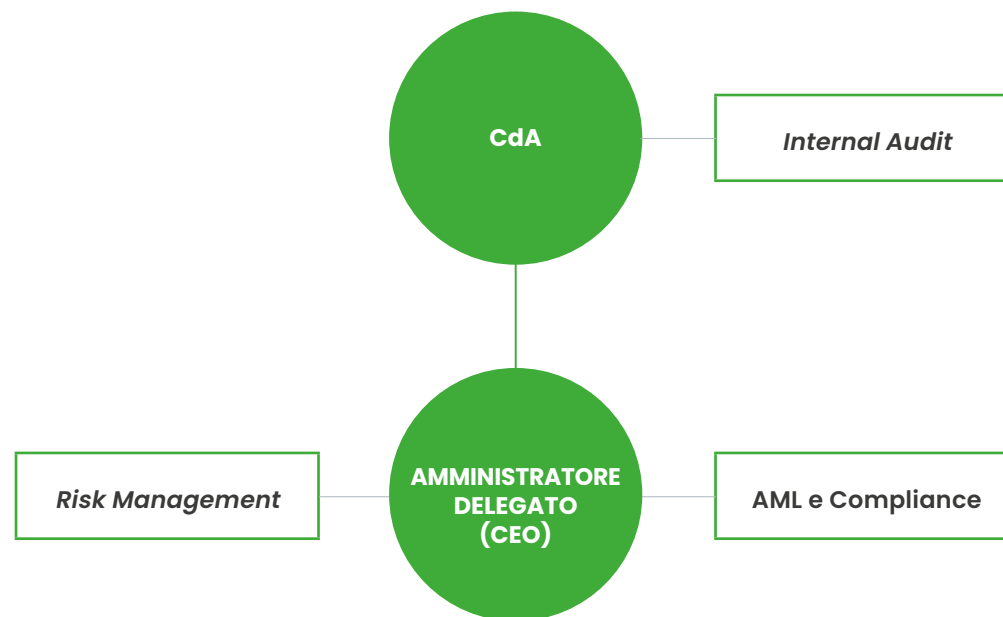 CdA
Internal Audit
Risk Management
AMMINISTRATORE
DELEGATO
(CEO)
AML e Compliance